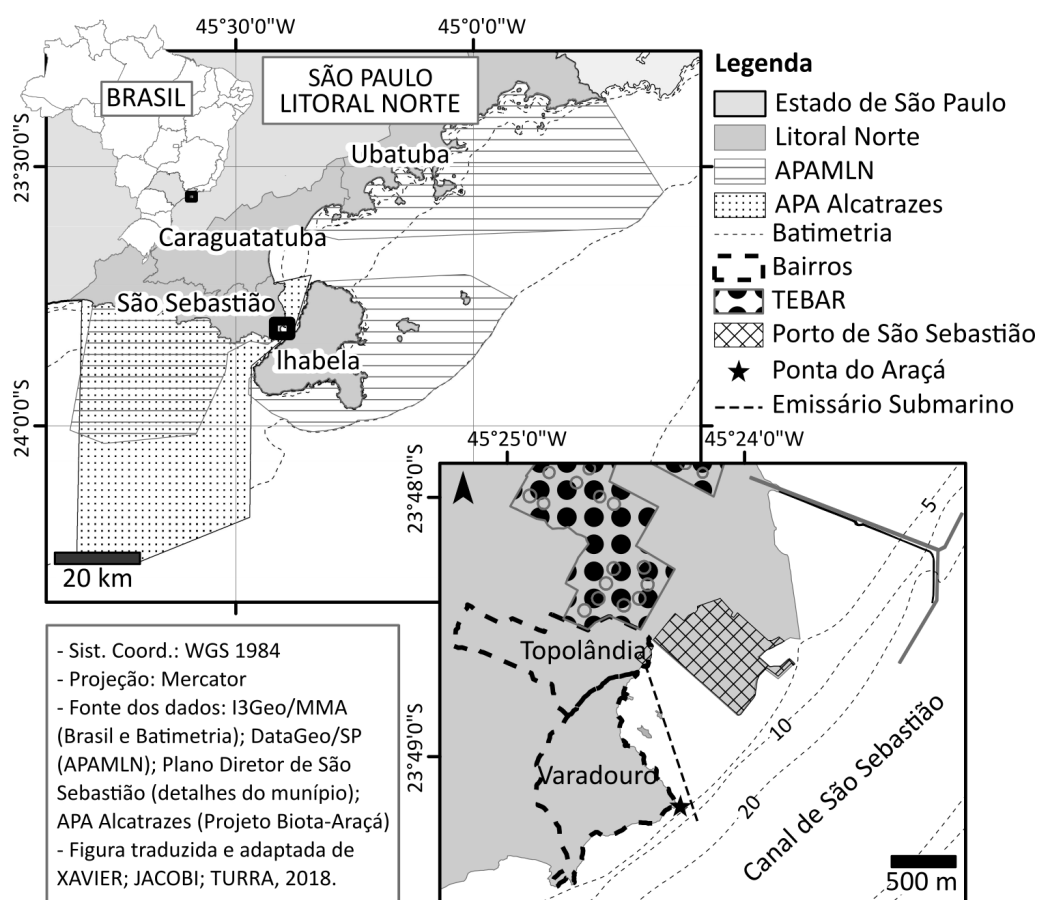 45°30'0"W
45°0'0"W
BRASIL
SÃO PAULO
LITORAL NORTE
23°30'0"S
24°0'0"S
Ubatuba
Caraguatatuba
São Sebastião
Ihabela
20 km
Legenda
Estado de São Paulo
Litoral Norte
APAMLN
APA Alcatrazes
Batimetria
Bairros
TEBAR
Porto de São Sebastião
Ponta do Araçá
Emissário Submarino
45°25'0"W
45°24'0"W
23°48'0"S
23°49'0"S
Topolândia
Varadouro
5
10
20
Canal de São Sebastião
500 m
- Sist. Coord.: WGS 1984
- Projeção: Mercator
- Fonte dos dados: I3Geo/MMA
(Brasil e Batimetria); DataGeo/SP
(APAMLN); Plano Diretor de São
Sebastião (detalhes do munípio);
APA Alcatrazes (Projeto Biota-Araçá)
- Figura traduzida e adaptada de
XAVIER; JACOBI; TURRA, 2018.